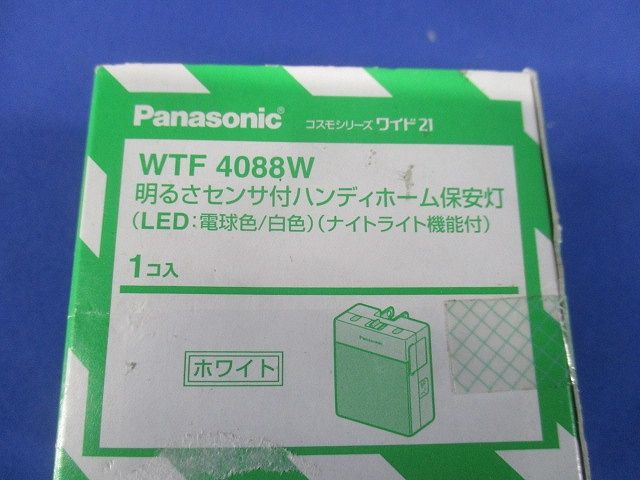 Panasonic® コスモシリーズ ワイド21
WTF 4088W
明るさセンサ付ハンディホーム保安灯
(LED:電球色/白色)(ナイトライト機能付)
1コ入
Panasonic
ホワイト